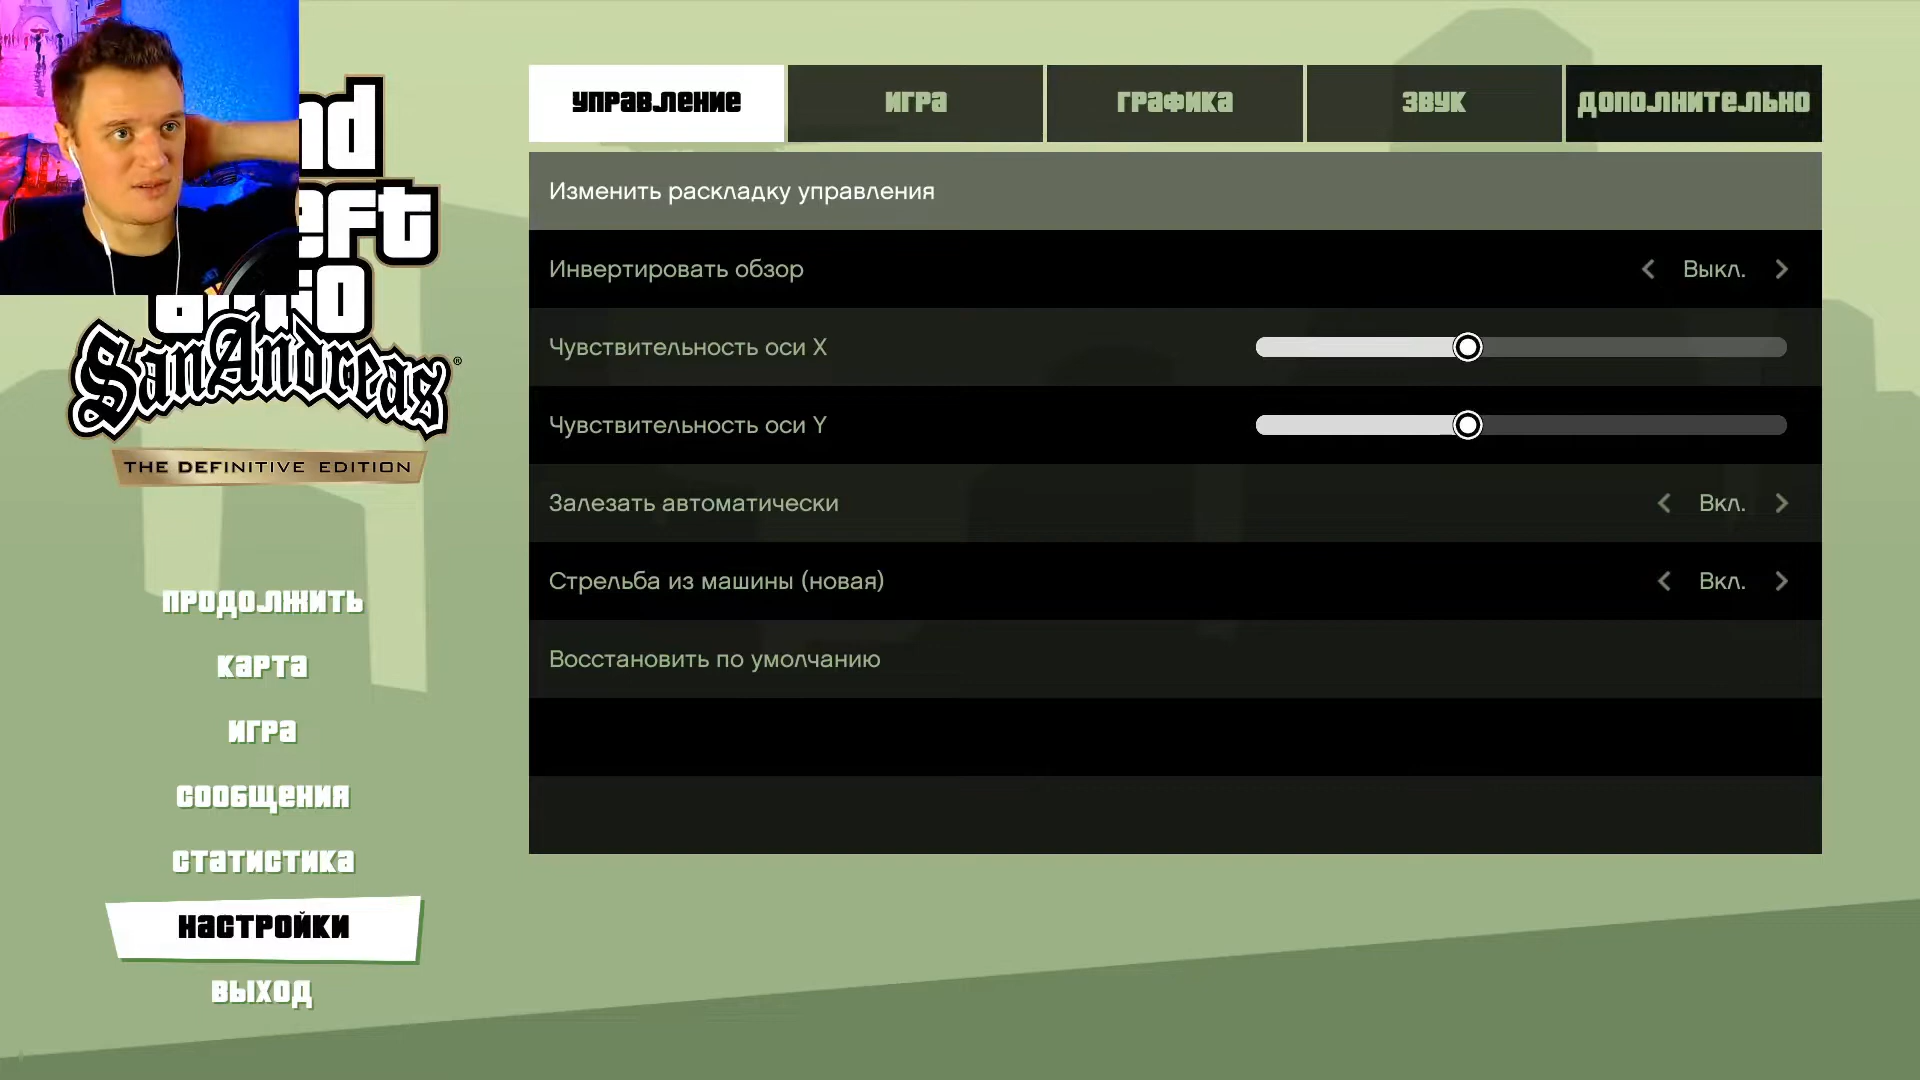 San Andreas®
THE DEFINITIVE EDITION
ПРОДОЛЖИТЬ
КАРТА
ИГРА
СООБЩЕНИЯ
СТАТИСТИКА
НАСТРОЙКИ
ВЫХОД
УПРАВЛЕНИЕ
ИГРА
ГРАФИКА
ЗВУК
ДОПОЛНИТЕЛЬНО
Изменить раскладку управления
Инвертировать обзор
Выкл.
Чувствительность оси X
Чувствительность оси Y
Залезать автоматически
Вкл.
Стрельба из машины (новая)
Вкл.
Восстановить по умолчанию